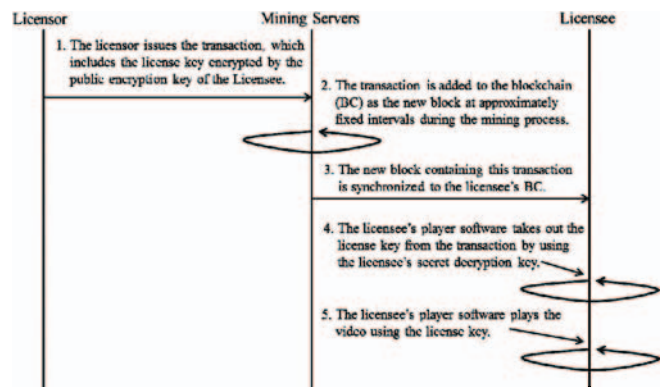 Licensor Mining Servers Licensee
1. The licensor issues the transaction, which
includes the license key encrypted by the
public encryption key of the Licensee.
2. The transaction is added to the blockchain
(BC) as the new block at approximately
fixed intervals during the mining process.
3. The new block containing this transaction
is synchronized to the licensee's BC.
4. The licensee's player software takes out the
license key from the transaction by using
the licensee's secret decryption key.
5. The licensee's player software plays the
video using the license key.